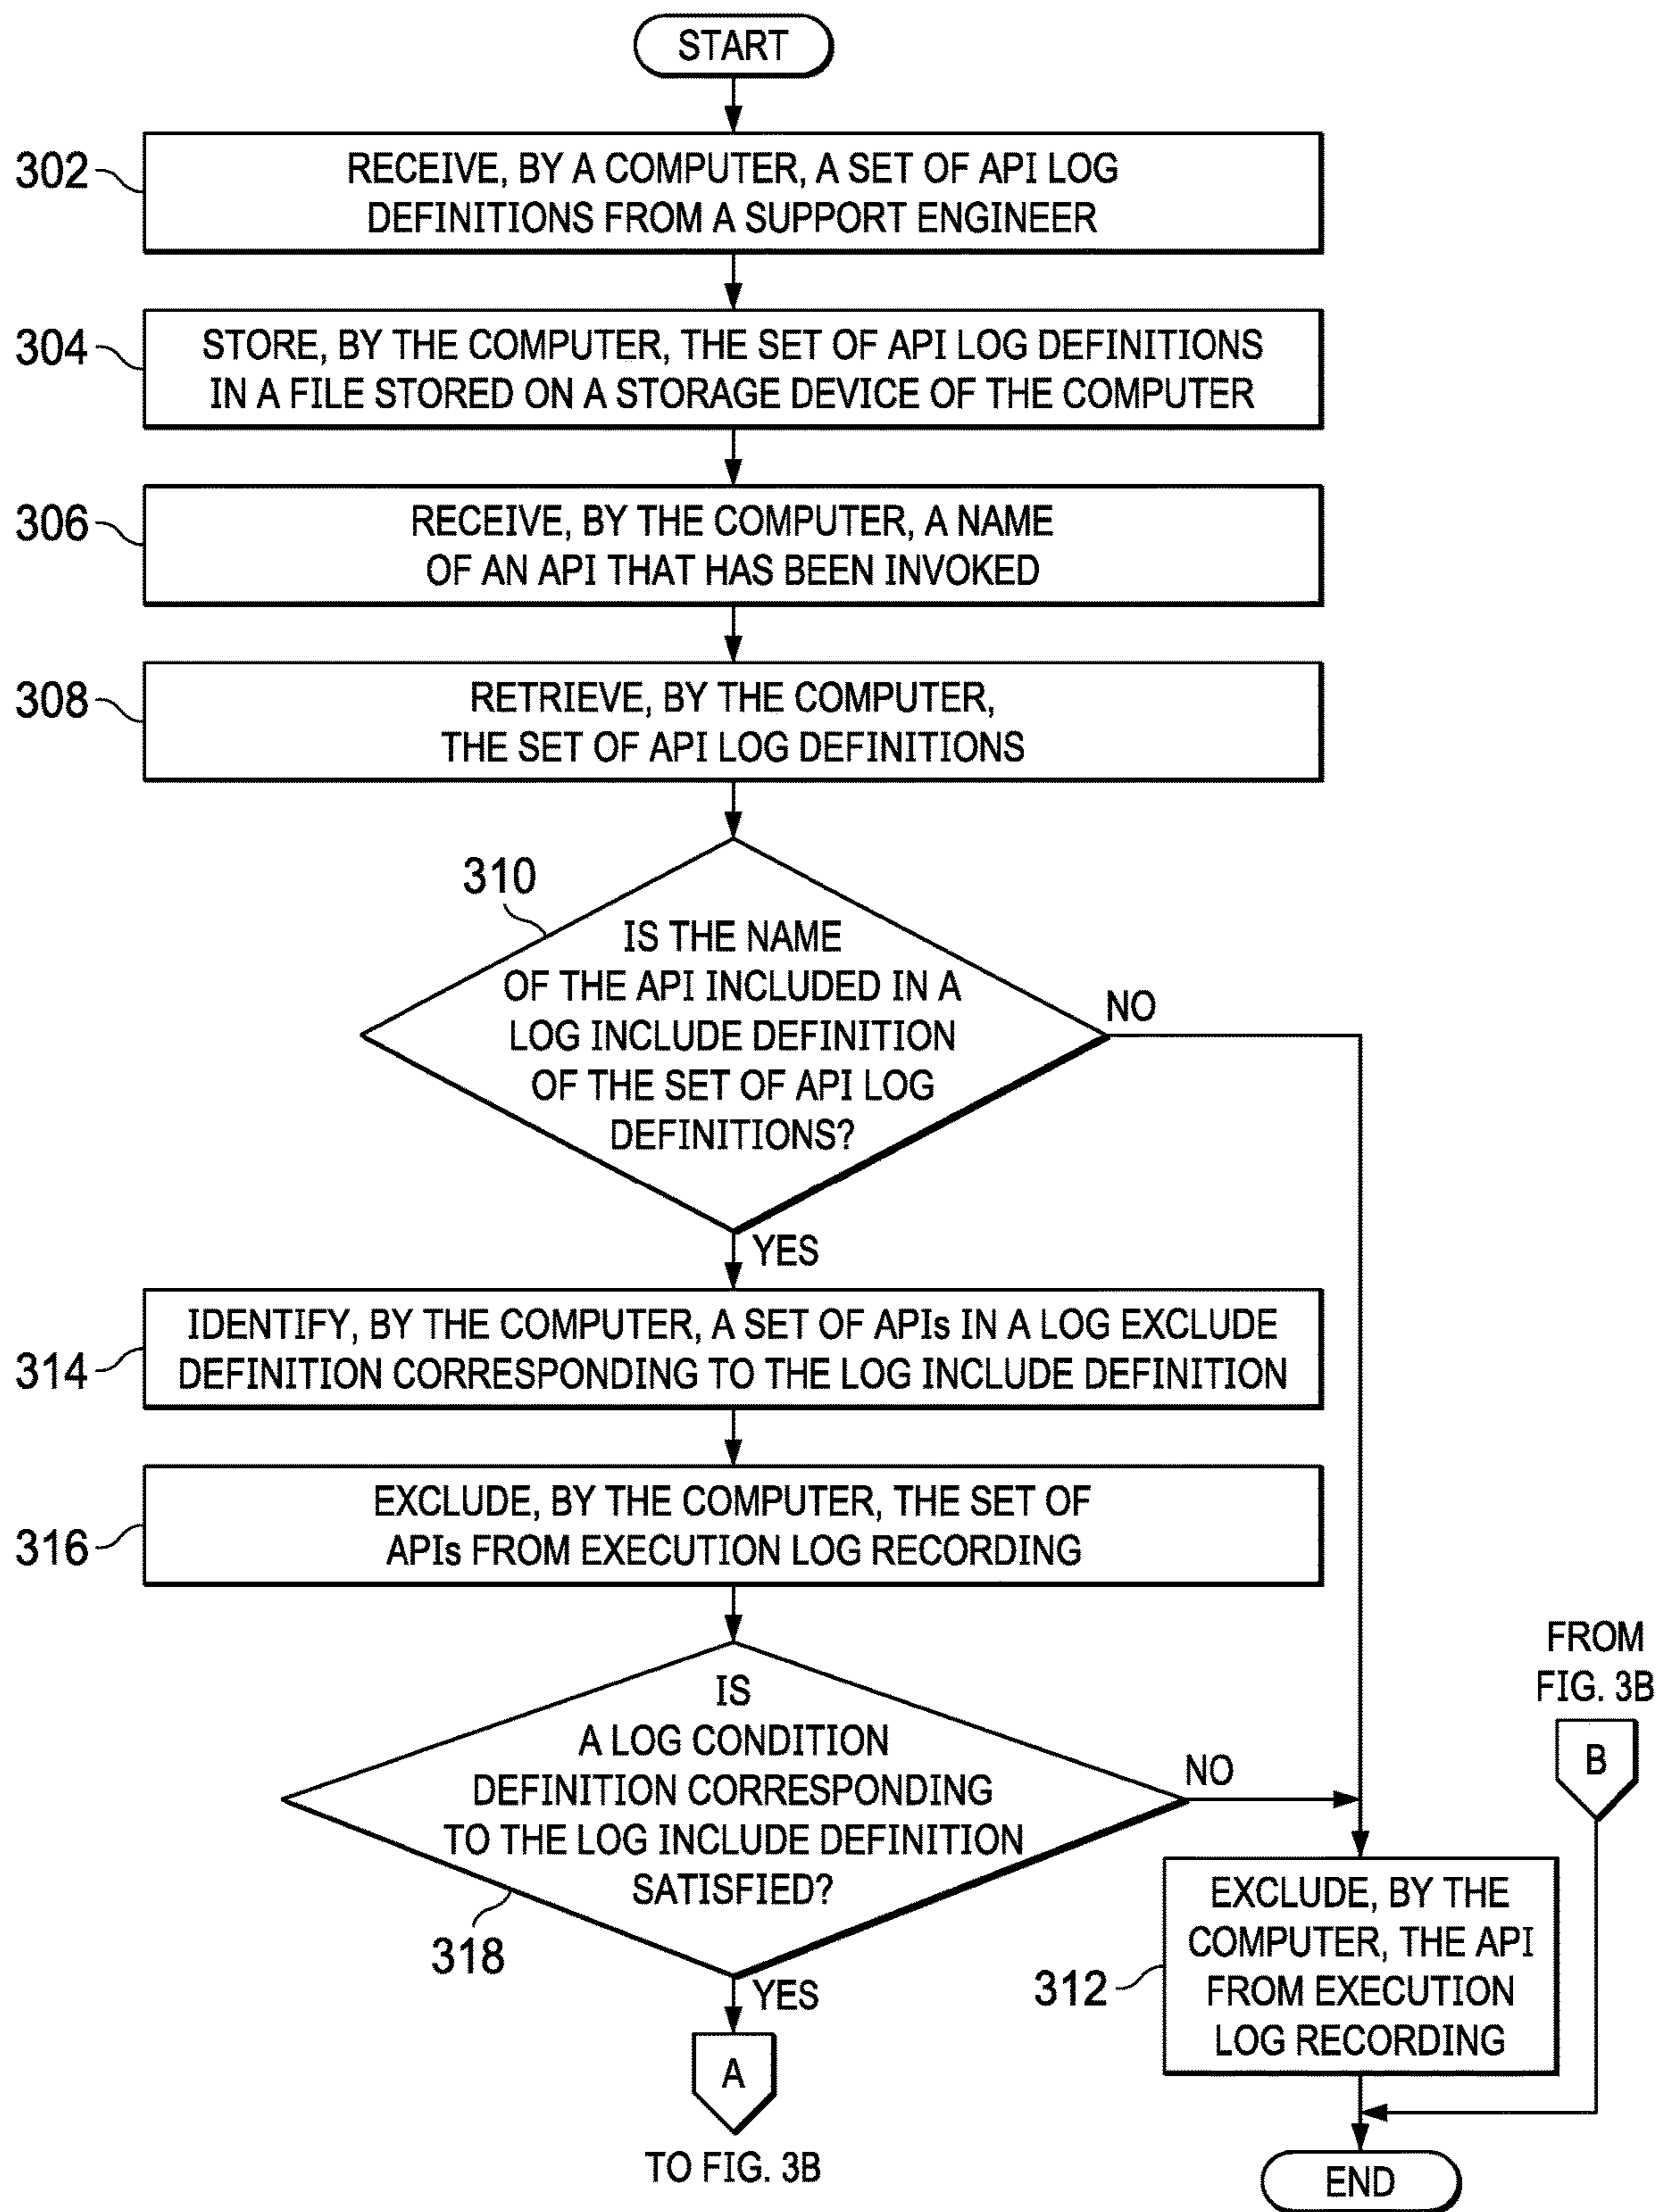 START
302
RECEIVE, BY A COMPUTER, A SET OF API LOG
DEFINITIONS FROM A SUPPORT ENGINEER
304
STORE, BY THE COMPUTER, THE SET OF API LOG DEFINITIONS
IN A FILE STORED ON A STORAGE DEVICE OF THE COMPUTER
306
RECEIVE, BY THE COMPUTER, A NAME
OF AN API THAT HAS BEEN INVOKED
308
RETRIEVE, BY THE COMPUTER,
THE SET OF API LOG DEFINITIONS
310
IS THE NAME
OF THE API INCLUDED IN A
LOG INCLUDE DEFINITION
OF THE SET OF API LOG
DEFINITIONS?
NO
YES
314
IDENTIFY, BY THE COMPUTER, A SET OF APIs IN A LOG EXCLUDE
DEFINITION CORRESPONDING TO THE LOG INCLUDE DEFINITION
316
EXCLUDE, BY THE COMPUTER, THE SET OF
APIs FROM EXECUTION LOG RECORDING
IS
A LOG CONDITION
DEFINITION CORRESPONDING
TO THE LOG INCLUDE DEFINITION
SATISFIED?
318
NO
YES
A
TO FIG. 3B
FROM
FIG. 3B
B
312
EXCLUDE, BY THE
COMPUTER, THE API
FROM EXECUTION
LOG RECORDING
END